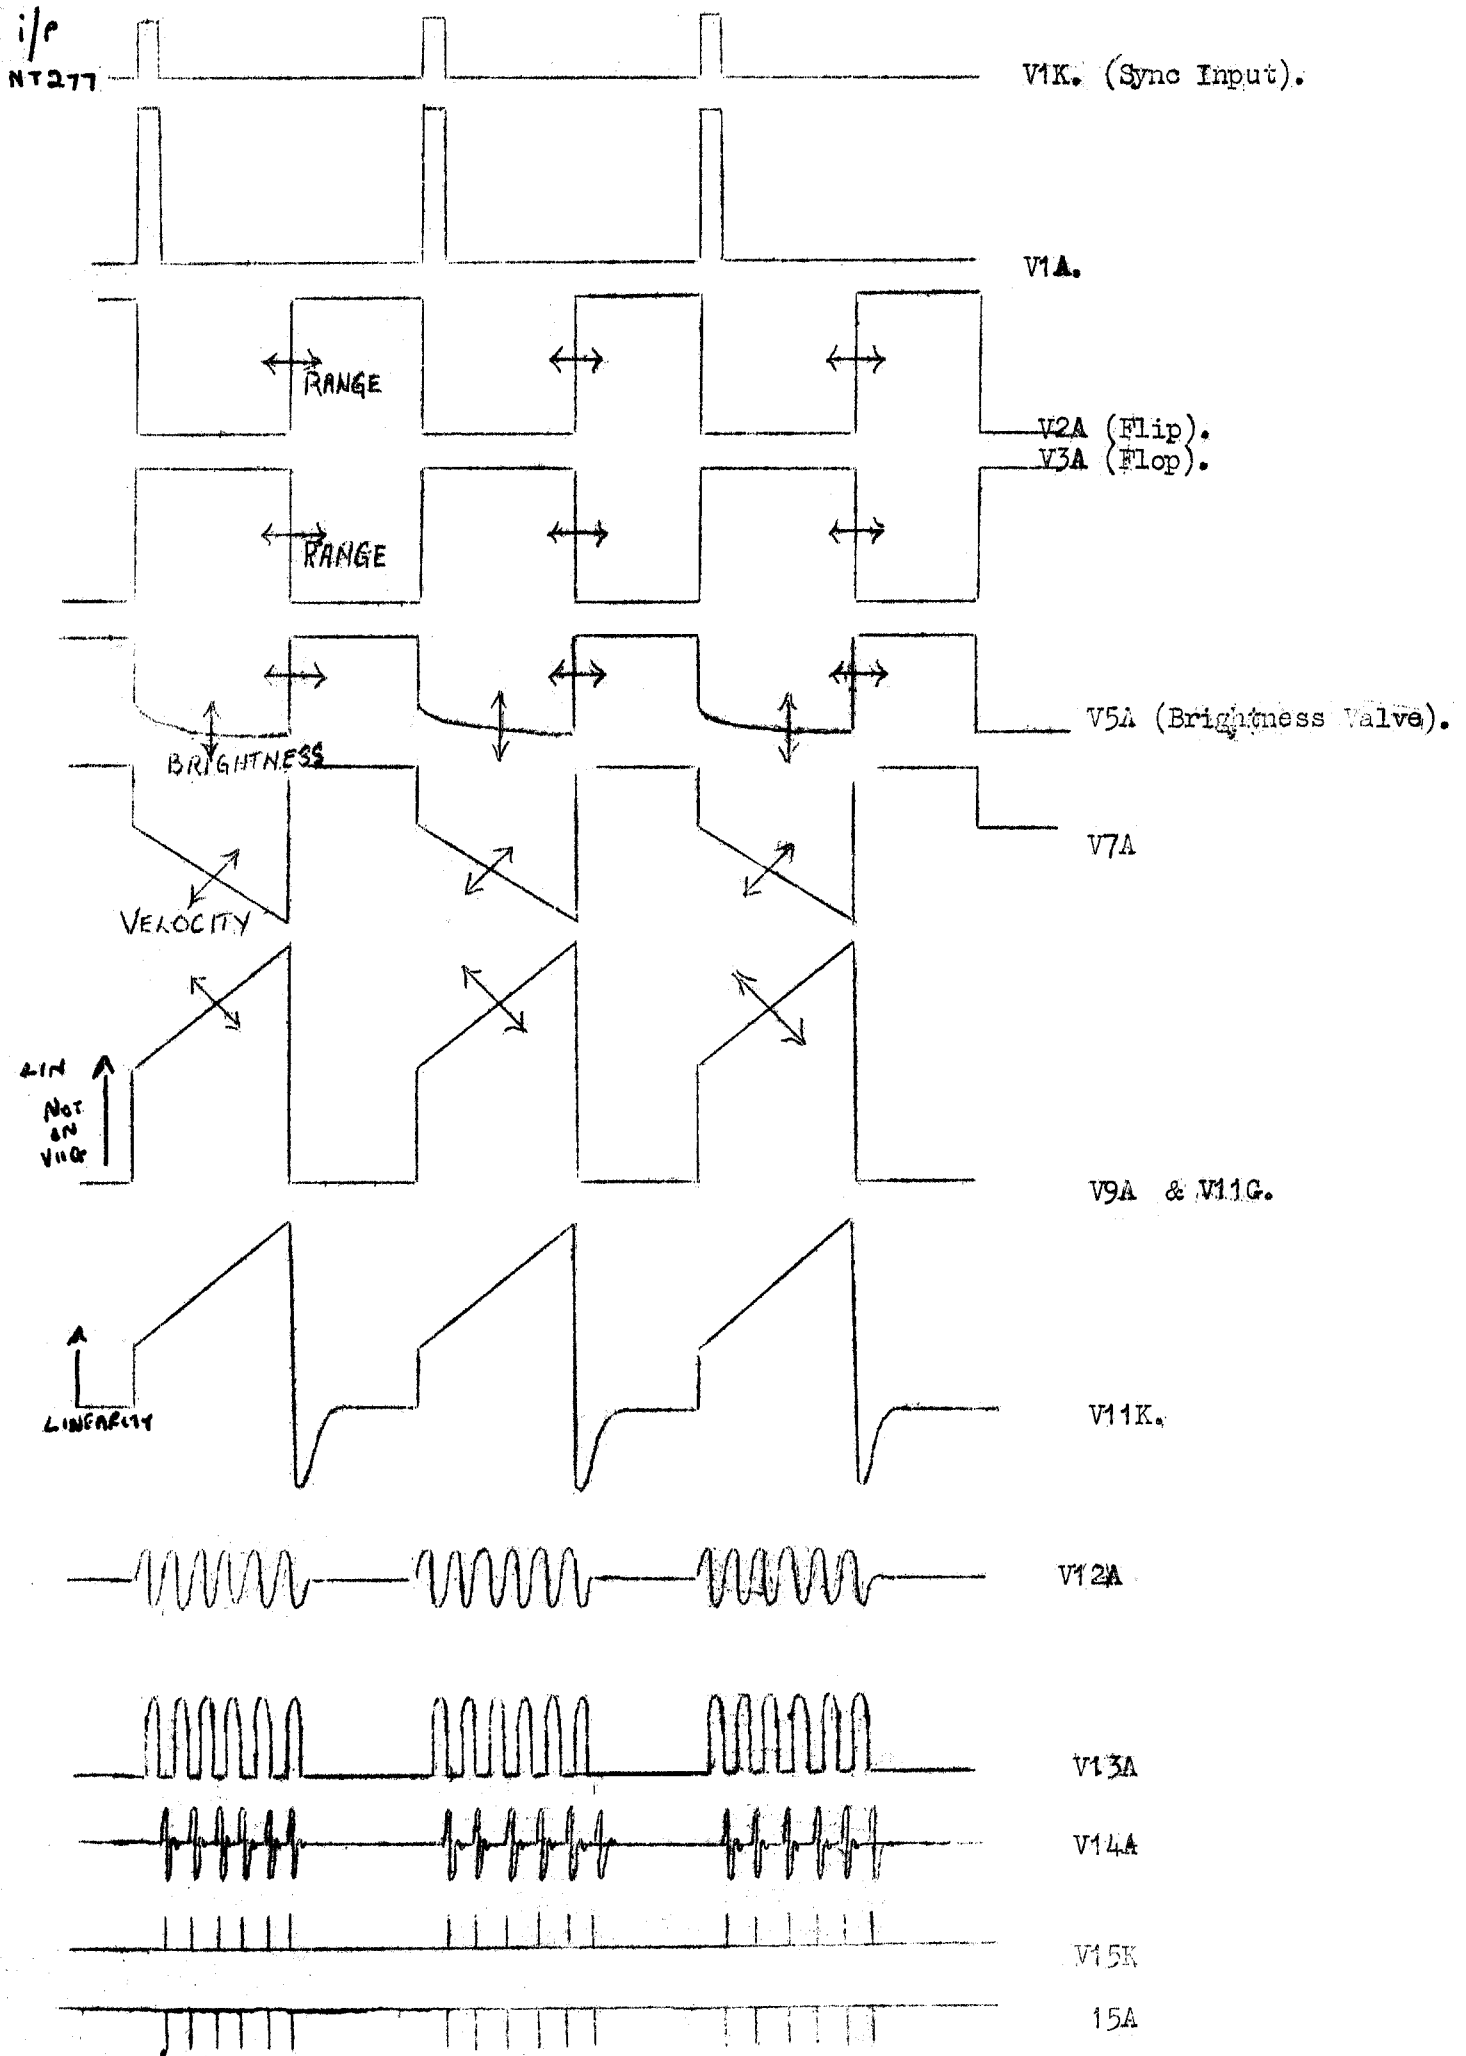 i/p
NT277
V1K. (Sync Input).
V1A.
RANGE
V2A (Flip).
V3A (Flop).
RANGE
V5A (Brightness Valve).
BRIGHTNESS
V7A
VELOCITY
LIN
NOT
ON
V11G
V9A & V11G.
LINEARITY
V11K.
V12A
V13A
V14A
V15K
15A